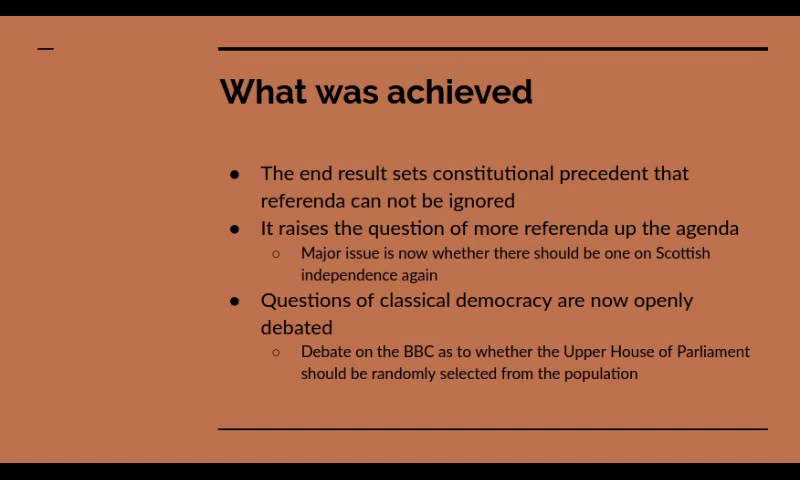 What was achieved
● The end result sets constitutional precedent that
referenda can not be ignored
● It raises the question of more referenda up the agenda
○ Major issue is now whether there should be one on Scottish
independence again
● Questions of classical democracy are now openly
debated
○ Debate on the BBC as to whether the Upper House of Parliament
should be randomly selected from the population